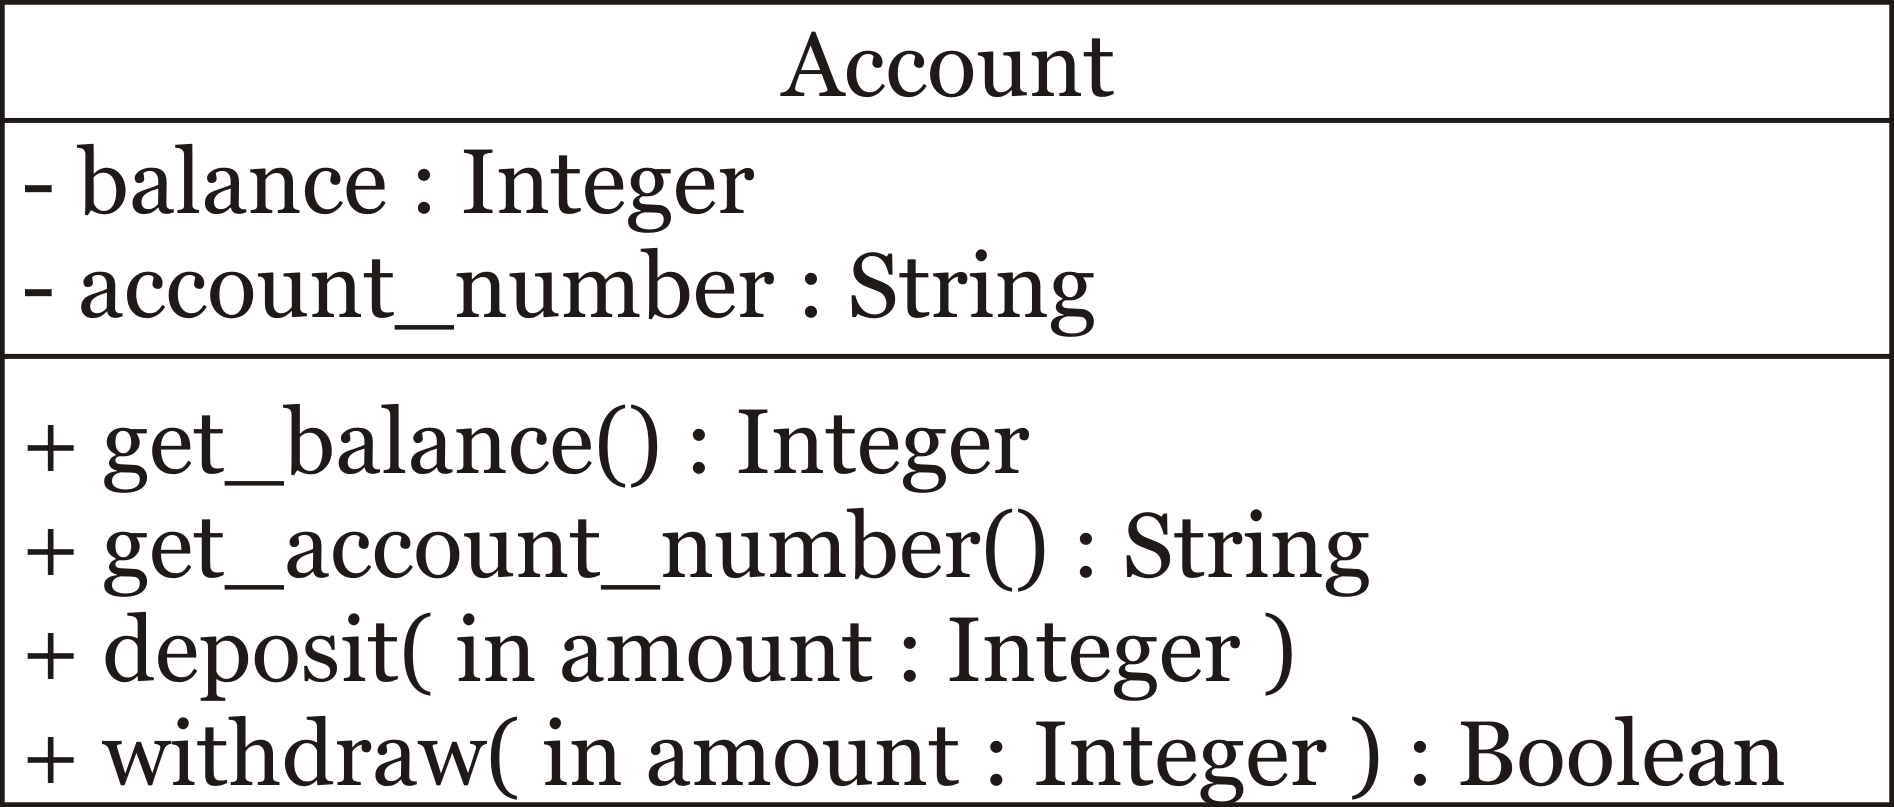 Account
- balance : Integer
- account_number : String
+ get_balance() : Integer
+ get_account_number() : String
+ deposit( in amount : Integer )
+ withdraw( in amount : Integer ) : Boolean